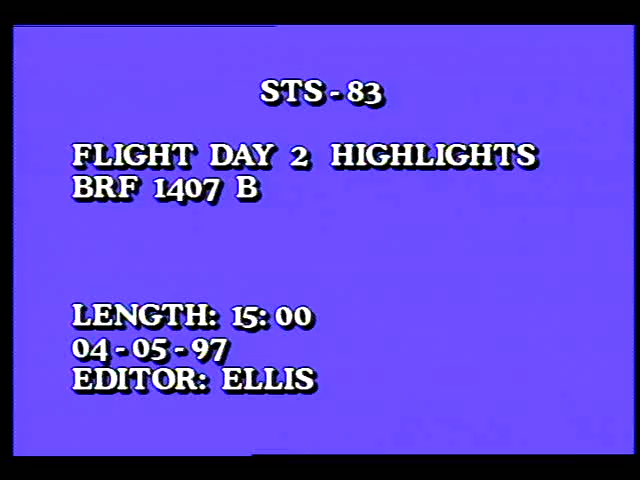 STS - 83
FLIGHT DAY 2 HIGHLIGHTS
BRF 1407 B
LENGTH: 15: 00
04 - 05 - 97
EDITOR: ELLIS